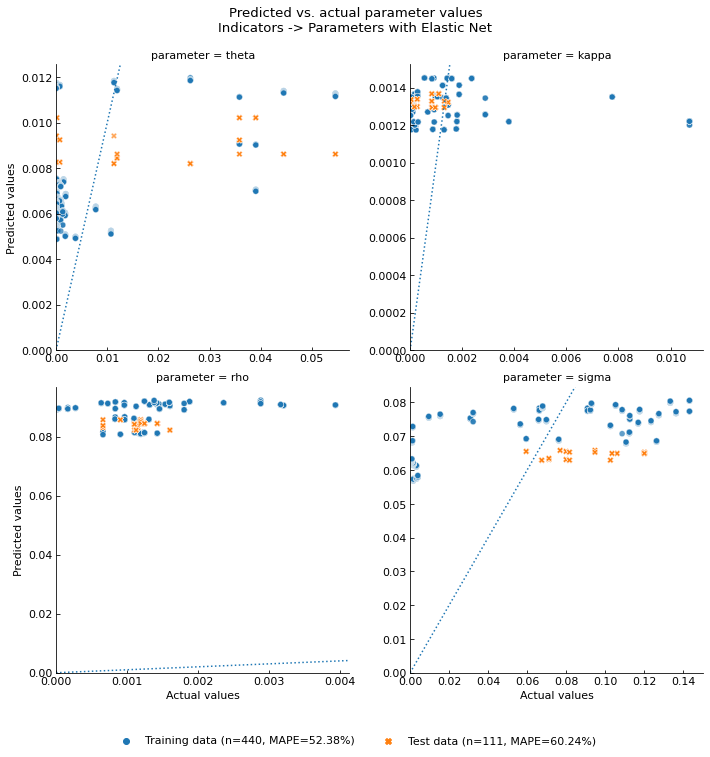 Predicted vs. actual parameter values
Indicators -> Parameters with Elastic Net
parameter = theta
0.012
0.010
0.008
0.006
0.004
0.002
0.000
Predicted values
0.00 0.01 0.02 0.03 0.04 0.05
parameter = kappa
0.0014
0.0012
0.0010
0.0008
0.0006
0.0004
0.0002
0.0000
0.000 0.002 0.004 0.006 0.008 0.010
parameter = rho
0.08
0.06
0.04
0.02
0.00
Predicted values
0.000 0.001 0.002 0.003 0.004
Actual values
parameter = sigma
0.08
0.07
0.06
0.05
0.04
0.03
0.02
0.01
0.00
0.00 0.02 0.04 0.06 0.08 0.10 0.12 0.14
Actual values
Training data (n=440, MAPE=52.38%)
Test data (n=111, MAPE=60.24%)